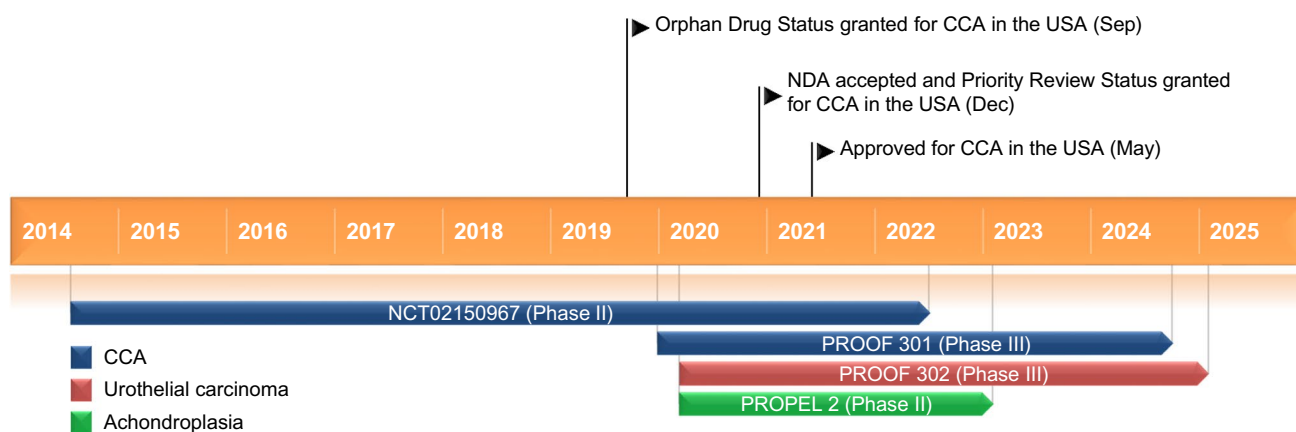 Orphan Drug Status granted for CCA in the USA (Sep)
NDA accepted and Priority Review Status granted
for CCA in the USA (Dec)
Approved for CCA in the USA (May)
2014 2015 2016 2017 2018 2019 2020 2021 2022 2023 2024 2025
NCT02150967 (Phase II)
PROOF 301 (Phase III)
PROOF 302 (Phase III)
PROPEL 2 (Phase II)
CCA
Urothelial carcinoma
Achondroplasia